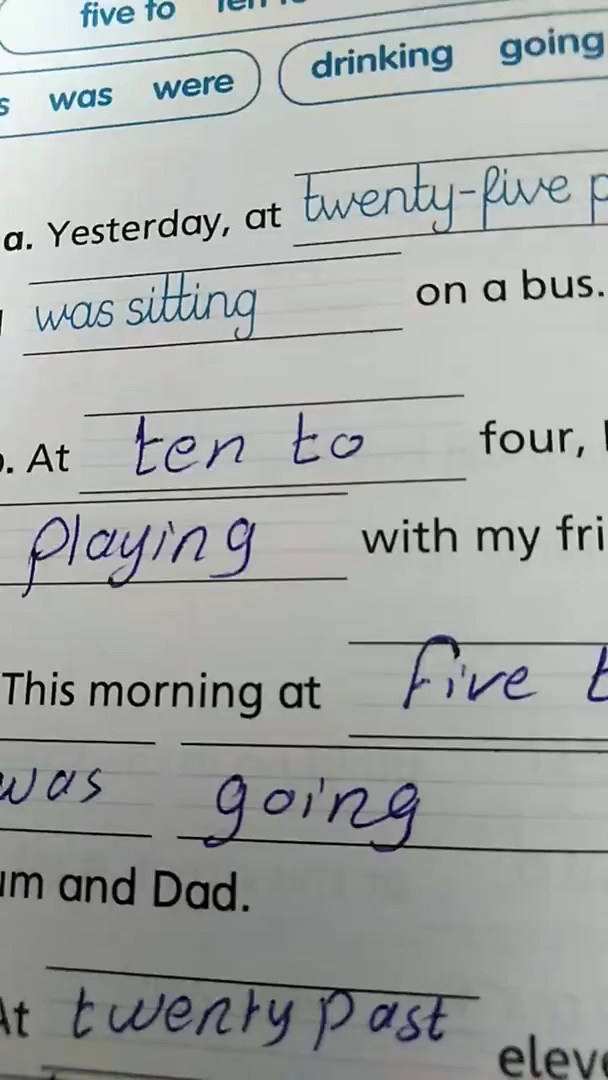 five to
was were drinking going
a. Yesterday, at twenty-five p
was sitting on a bus.
. At ten to four,
playing with my fri
This morning at five t
was going
um and Dad.
At twenty past
eleve